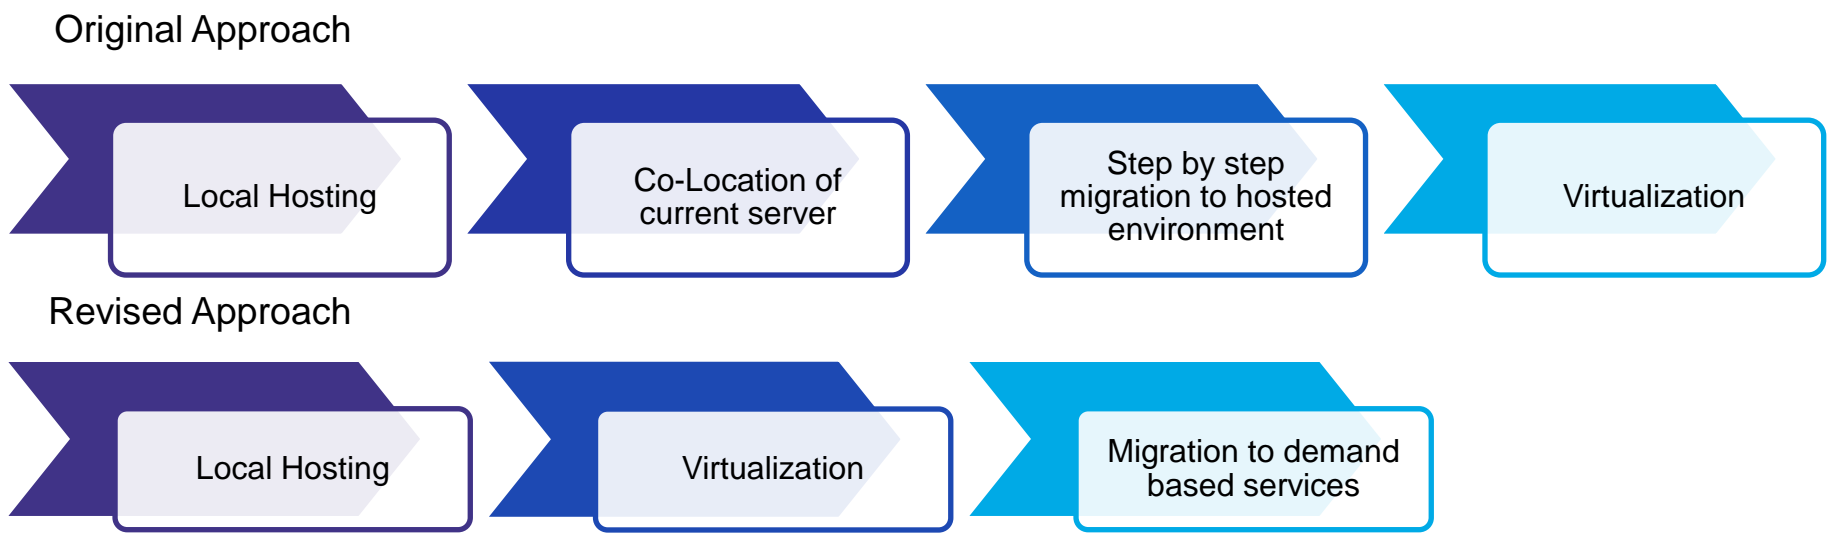 Original Approach
Local Hosting
Co-Location of
current server
Step by step
migration to hosted
environment
Virtualization
Revised Approach
Local Hosting
Virtualization
Migration to demand
based services